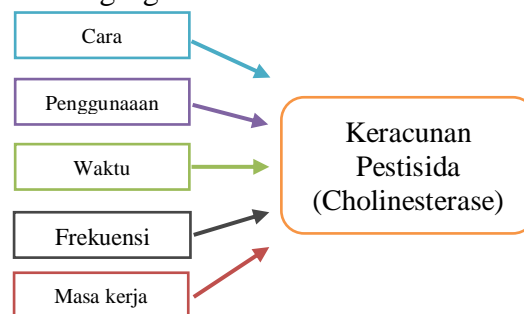 Cara
Penggunaaan
Waktu
Frekuensi
Masa kerja
Keracunan
Pestisida
(Cholinesterase)